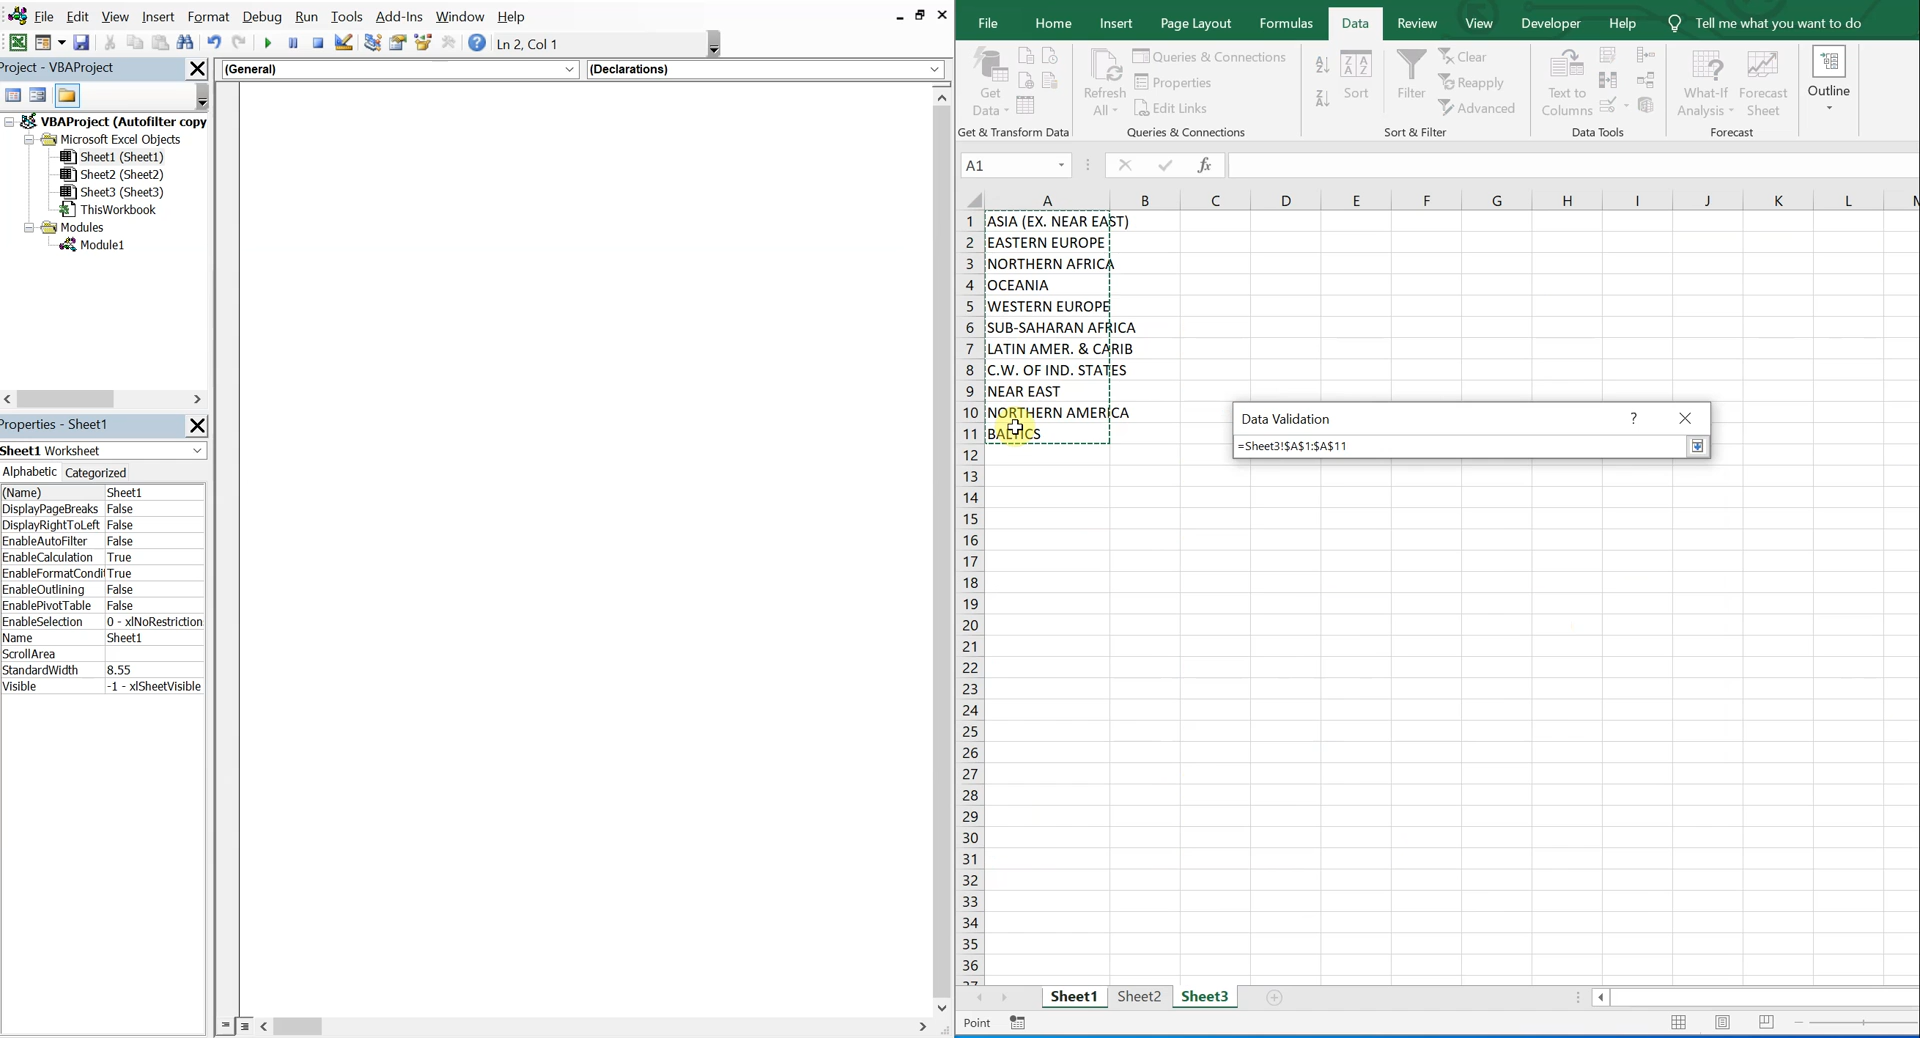 File Edit View Insert Format Debug Run Tools Add-Ins Window Help
Ln 2, Col 1
Project - VBAProject
(General)
(Declarations)
VBAProject (Autofilter copy
Microsoft Excel Objects
Sheet1 (Sheet1)
Sheet2 (Sheet2)
Sheet3 (Sheet3)
ThisWorkbook
Modules
Module1
Properties - Sheet1
Sheet1 Worksheet
Alphabetic Categorized
(Name) Sheet1
DisplayPageBreaks False
DisplayRightToLeft False
EnableAutoFilter False
EnableCalculation True
EnableFormatCondi True
EnableOutlining False
EnablePivotTable False
EnableSelection 0 - xlNoRestriction
Name Sheet1
ScrollArea
StandardWidth 8.55
Visible -1 - xlSheetVisible
File Home Insert Page Layout Formulas Data Review View Developer Help Tell me what you want to do
Get Data
Get & Transform Data
Refresh All
Queries & Connections
Properties
Edit Links
Queries & Connections
Sort
Filter
Clear
Reapply
Advanced
Sort & Filter
Text to Columns
Data Tools
What-If Analysis
Forecast Sheet
Forecast
Outline
A1
fx
A B C D E F G H I J K L
1 ASIA (EX. NEAR EAST)
2 EASTERN EUROPE
3 NORTHERN AFRICA
4 OCEANIA
5 WESTERN EUROPE
6 SUB-SAHARAN AFRICA
7 LATIN AMER. & CARIB
8 C.W. OF IND. STATES
9 NEAR EAST
10 NORTHERN AMERICA
11 BALTICS
12
13
14
15
16
17
18
19
20
21
22
23
24
25
26
27
28
29
30
31
32
33
34
35
36
Data Validation ?
=Sheet3!$A$1:$A$11
Sheet1 Sheet2 Sheet3
Point